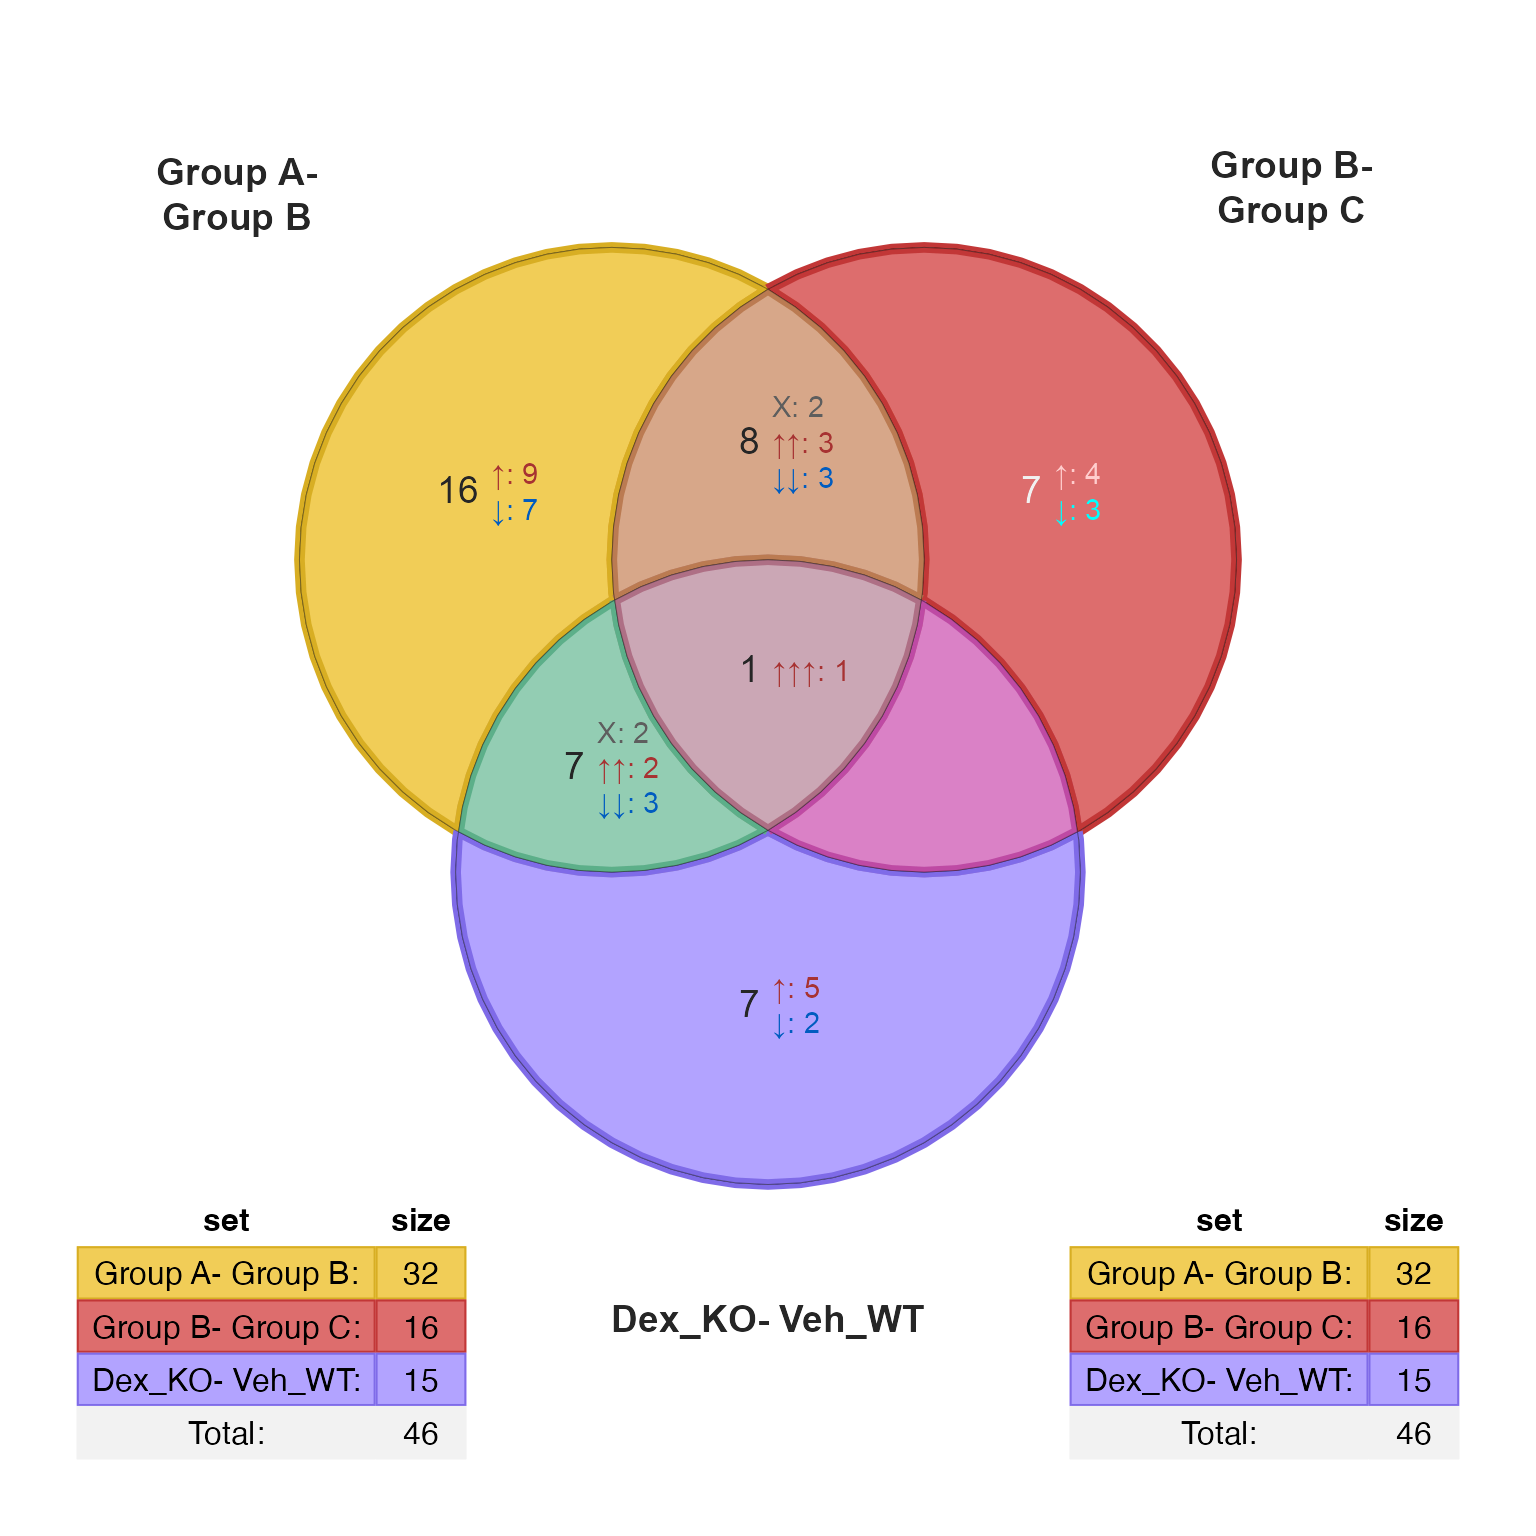 Group A-
Group B
Group B-
Group C
X: 2
8 ↑↑: 3
↓↓: 3
16 ↑: 9
↓: 7
7 ↑: 4
↓: 3
1 ↑↑↑: 1
X: 2
7 ↑↑: 2
↓↓: 3
7 ↑: 5
↓: 2
set size
Group A- Group B: 32
Group B- Group C: 16
Dex_KO- Veh_WT: 15
Total: 46
Dex_KO- Veh_WT
set size
Group A- Group B: 32
Group B- Group C: 16
Dex_KO- Veh_WT: 15
Total: 46